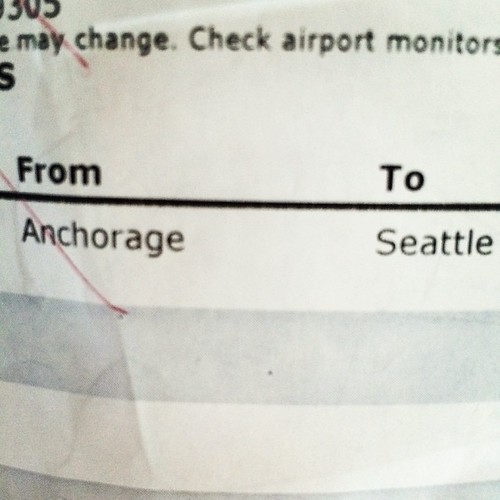 9305
e may change. Check airport monitors
s
From To
Anchorage Seattle